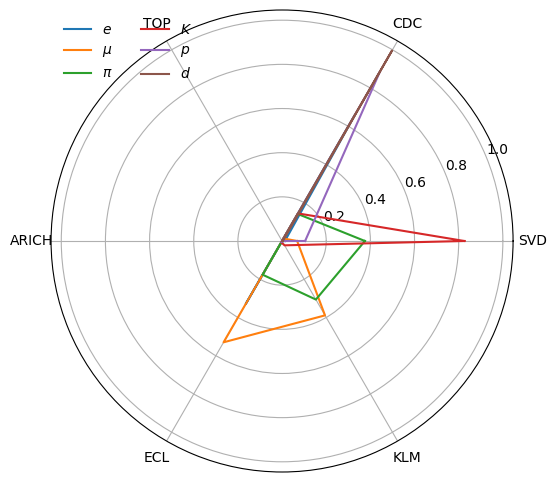 TOP CDC
e K
μ p
π d
1.0
0.8
0.6
0.4
0.2
ARICH SVD
ECL KLM